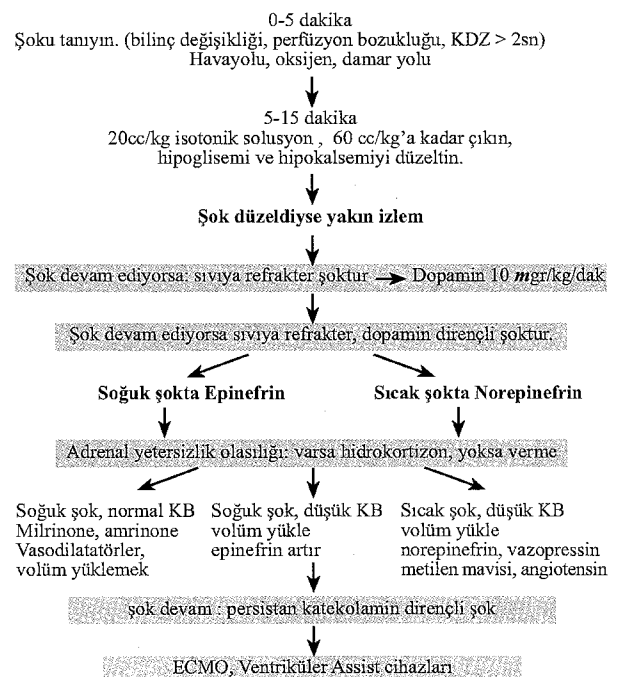 0-5 dakika
Şoku tanıyın. (bilinç değişikliği, perfüzyon bozukluğu, KDZ > 2sn)
Havayolu, oksijen, damar yolu
5-15 dakika
20cc/kg isotonik solusyon , 60 cc/kg'a kadar çıkın,
hipoglisemi ve hipokalsemiyi düzeltin.
Şok düzeldiyse yakın izlem
Şok devam ediyorsa: sıvıya refrakter şoktur Dopamin 10 mgr/kg/dak
Şok devam ediyorsa sıvıya refrakter, dopamin dirençli şoktur.
Soğuk şokta Epinefrin
Sıcak şokta Norepinefrin
Adrenal yetersizlik olasılığı: varsa hidrokortizon, yoksa verme
Soğuk şok, normal KB
Milrinone, amrinone
Vasodilatatörler,
volüm yüklemek
Soğuk şok, düşük KB
volüm yükle
epinefrin artır
Sıcak şok, düşük KB
volüm yükle
norepinefrin, vazopressin
metilen mavisi, angiotensin
şok devam : persistan katekolamin dirençli şok
ECMO, Ventriküler Assist cihazları